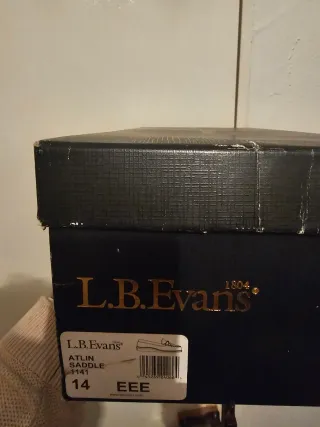 1804
L.B.Evans®
L.B.Evans
ATLIN
SADDLE
1141
14 EEE